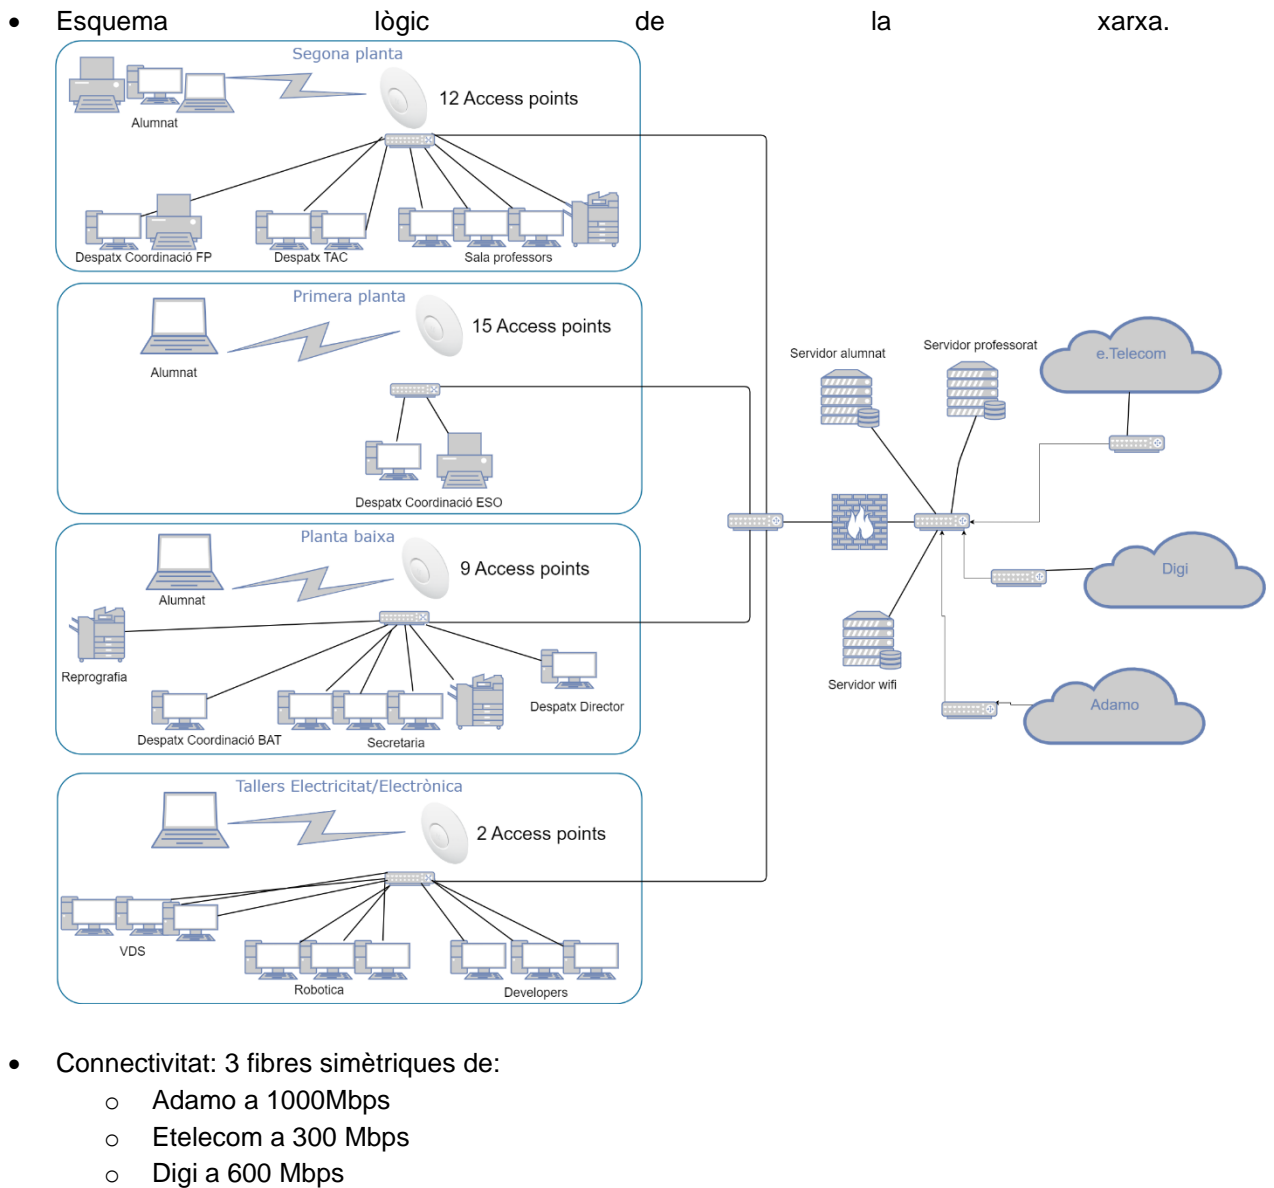 • Esquema lògic de la xarxa.
Segona planta
12 Access points
Alumnat
Despatx Coordinació FP
Despatx TAC
Sala professors
Primera planta
15 Access points
Alumnat
Despatx Coordinació ESO
Planta baixa
9 Access points
Alumnat
Reprografia
Despatx Director
Despatx Coordinació BAT
Secretaria
Tallers Electricitat/Electrònica
2 Access points
VDS
Robotica
Developers
Servidor alumnat
Servidor professorat
e.Telecom
Digi
Servidor wifi
Adamo
• Connectivitat: 3 fibres simètriques de:
o Adamo a 1000Mbps
o Etelecom a 300 Mbps
o Digi a 600 Mbps